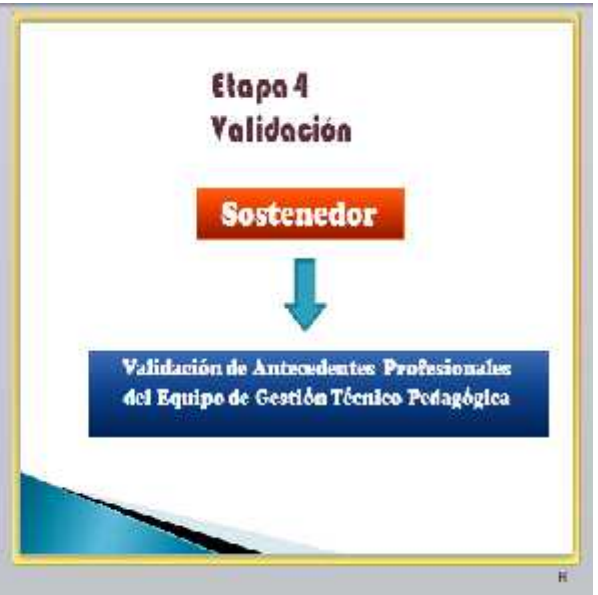 Etapa 4
Validación
Sostenedor
Validación de Antecedentes Profesionales
del Equipo de Gestión Técnico Pedagógica